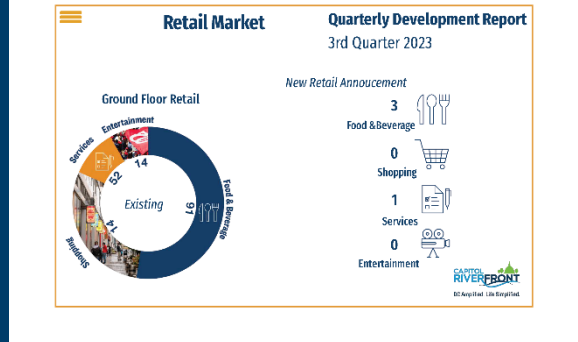 Retail Market
Quarterly Development Report
3rd Quarter 2023
New Retail Annoucement
Ground Floor Retail
3
Food &Beverage
0
Shopping
1
Services
0
Entertainment
Entertainment
14
Services
52
Existing
91
Food & Beverage
14
Shopping
CAPITOL
RIVERFRONT
DC Amplified Life Simplified.